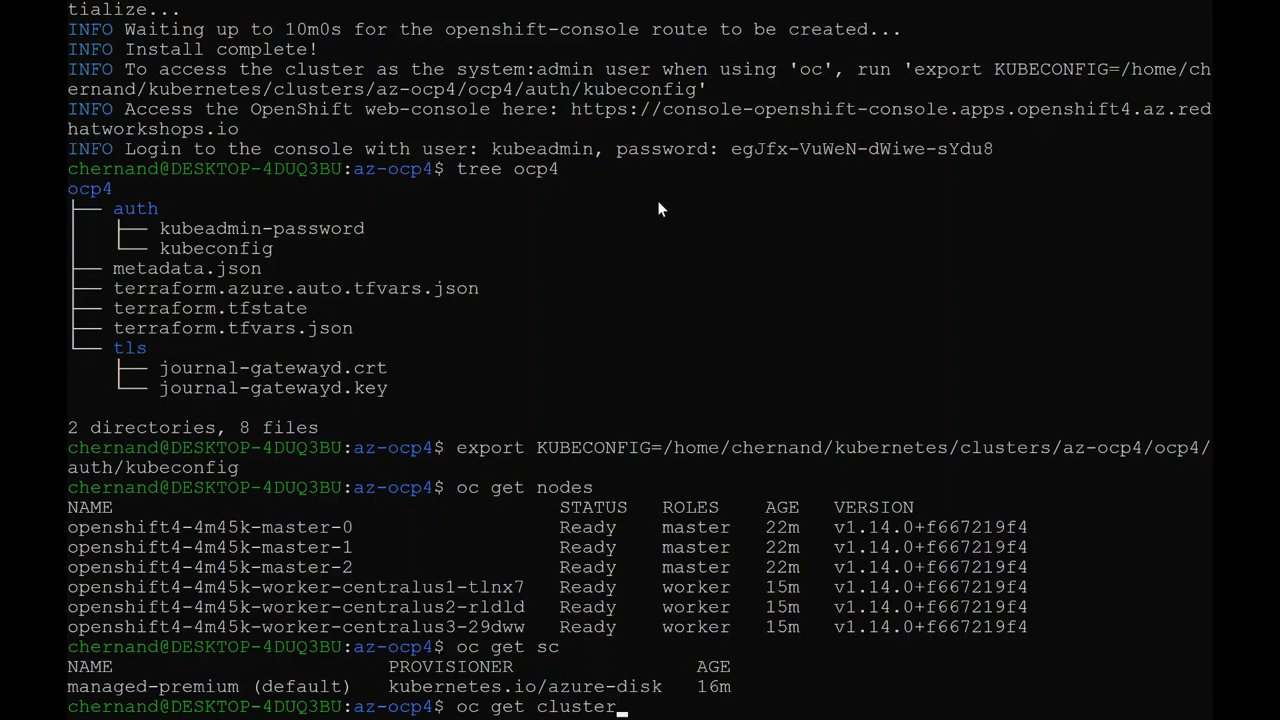 tialize...
INFO Waiting up to 10m0s for the openshift-console route to be created...
INFO Install complete!
INFO To access the cluster as the system:admin user when using 'oc', run 'export KUBECONFIG=/home/ch
ernand/kubernetes/clusters/az-ocp4/ocp4/auth/kubeconfig'
INFO Access the OpenShift web-console here: https://console-openshift-console.apps.openshift4.az.red
hatworkshops.io
INFO Login to the console with user: kubeadmin, password: egJfx-VuWeN-dWiwe-sYdu8
chernand@DESKTOP-4DUQ3BU:az-ocp4$ tree ocp4
ocp4
├── auth
│   ├── kubeadmin-password
│   └── kubeconfig
├── metadata.json
├── terraform.azure.auto.tfvars.json
├── terraform.tfstate
├── terraform.tfvars.json
└── tls
    ├── journal-gatewayd.crt
    └── journal-gatewayd.key
2 directories, 8 files
chernand@DESKTOP-4DUQ3BU:az-ocp4$ export KUBECONFIG=/home/chernand/kubernetes/clusters/az-ocp4/ocp4/
auth/kubeconfig
chernand@DESKTOP-4DUQ3BU:az-ocp4$ oc get nodes
NAME STATUS ROLES AGE VERSION
openshift4-4m45k-master-0 Ready master 22m v1.14.0+f667219f4
openshift4-4m45k-master-1 Ready master 22m v1.14.0+f667219f4
openshift4-4m45k-master-2 Ready master 22m v1.14.0+f667219f4
openshift4-4m45k-worker-centralus1-tlnx7 Ready worker 15m v1.14.0+f667219f4
openshift4-4m45k-worker-centralus2-rldld Ready worker 15m v1.14.0+f667219f4
openshift4-4m45k-worker-centralus3-29dww Ready worker 15m v1.14.0+f667219f4
chernand@DESKTOP-4DUQ3BU:az-ocp4$ oc get sc
NAME PROVISIONER AGE
managed-premium (default) kubernetes.io/azure-disk 16m
chernand@DESKTOP-4DUQ3BU:az-ocp4$ oc get cluster_